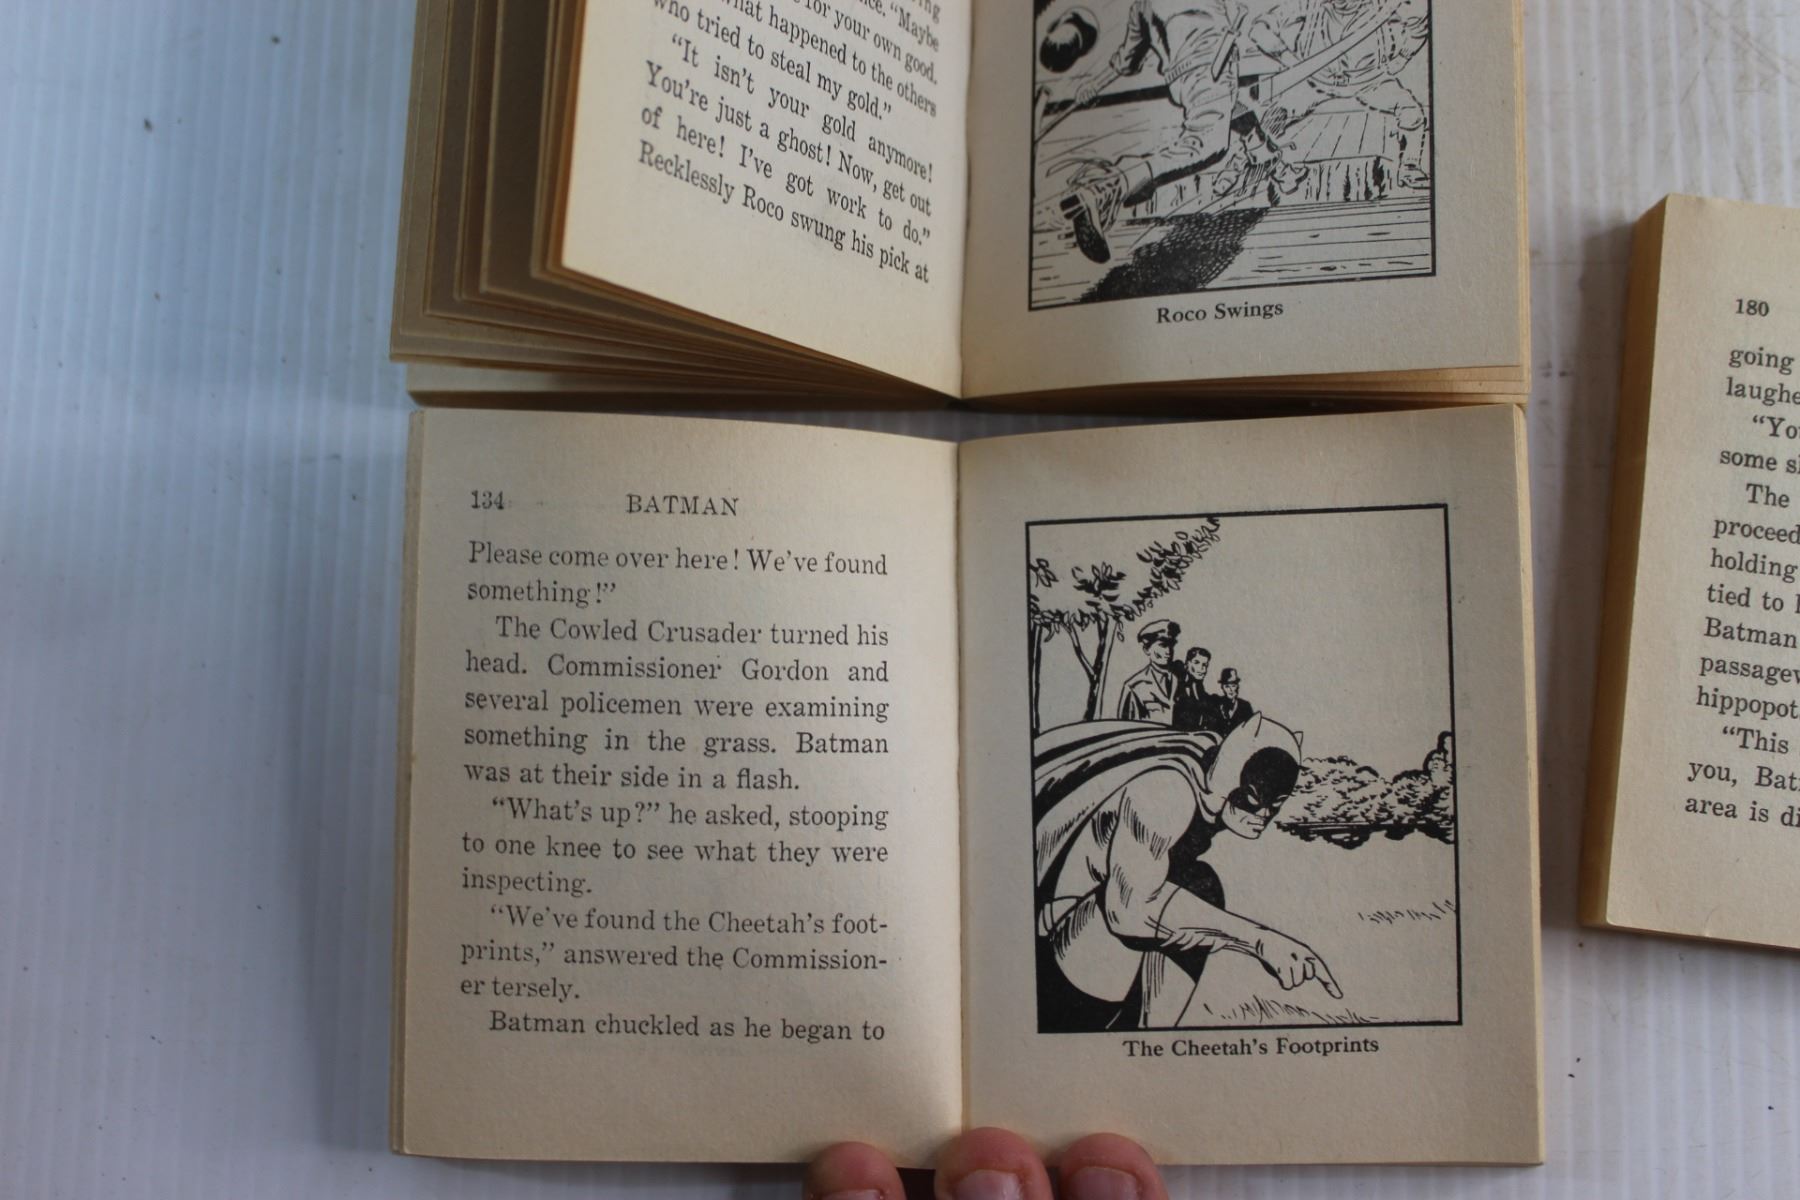 ing
nce. “Maybe
e for your own good.
what happened to the others
who tried to steal my gold.”
“It isn’t your gold anymore!
You’re just a ghost! Now, get out
of here! I’ve got work to do.”
Recklessly Roco swung his pick at
Roco Swings
134 BATMAN
Please come over here! We’ve found
something!”
The Cowled Crusader turned his
head. Commissioner Gordon and
several policemen were examining
something in the grass. Batman
was at their side in a flash.
“What’s up?” he asked, stooping
to one knee to see what they were
inspecting.
“We’ve found the Cheetah’s foot-
prints,” answered the Commission-
er tersely.
Batman chuckled as he began to
The Cheetah’s Footprints
180
going
laughe
“You
some s
The
proceed
holding
tied to
Batman
passagew
hippopot
“This
you, Bat
area is di